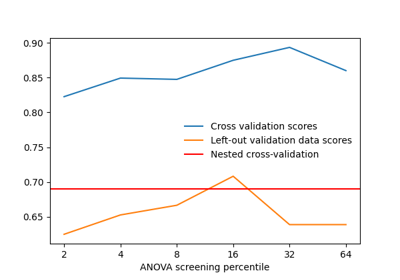 0.90
0.85
0.80
0.75
0.70
0.65
Cross validation scores
Left-out validation data scores
Nested cross-validation
2 4 8 16 32 64
ANOVA screening percentile